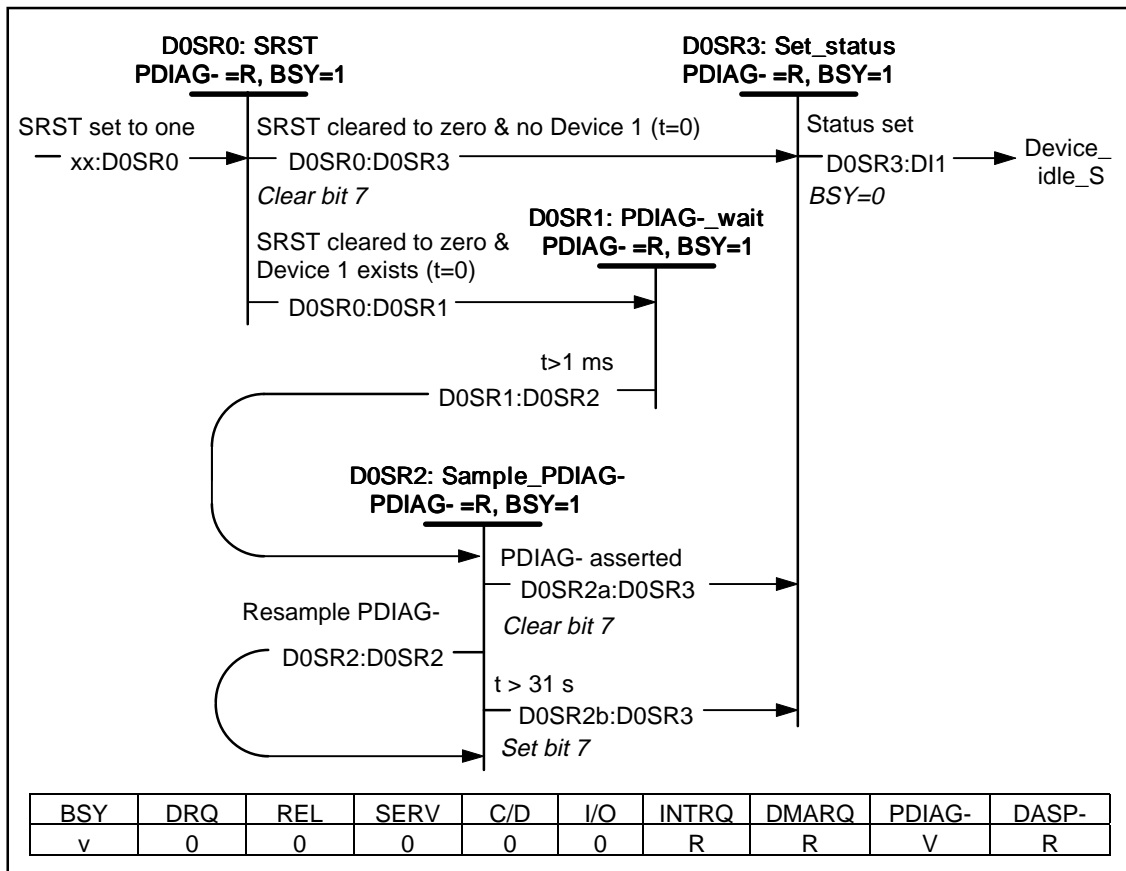 D0SR0: SRST
PDIAG- =R, BSY=1
D0SR3: Set_status
PDIAG- =R, BSY=1
SRST set to one
xx:D0SR0
SRST cleared to zero & no Device 1 (t=0)
D0SR0:D0SR3
Clear bit 7
Status set
D0SR3:DI1
BSY=0
Device_
idle_S
D0SR1: PDIAG-_wait
PDIAG- =R, BSY=1
SRST cleared to zero &
Device 1 exists (t=0)
D0SR0:D0SR1
t>1 ms
D0SR1:D0SR2
D0SR2: Sample_PDIAG-
PDIAG- =R, BSY=1
PDIAG- asserted
D0SR2a:D0SR3
Clear bit 7
Resample PDIAG-
D0SR2:D0SR2
t > 31 s
D0SR2b:D0SR3
Set bit 7
BSY DRQ REL SERV C/D I/O INTRQ DMARQ PDIAG- DASP-
v 0 0 0 0 0 R R V R